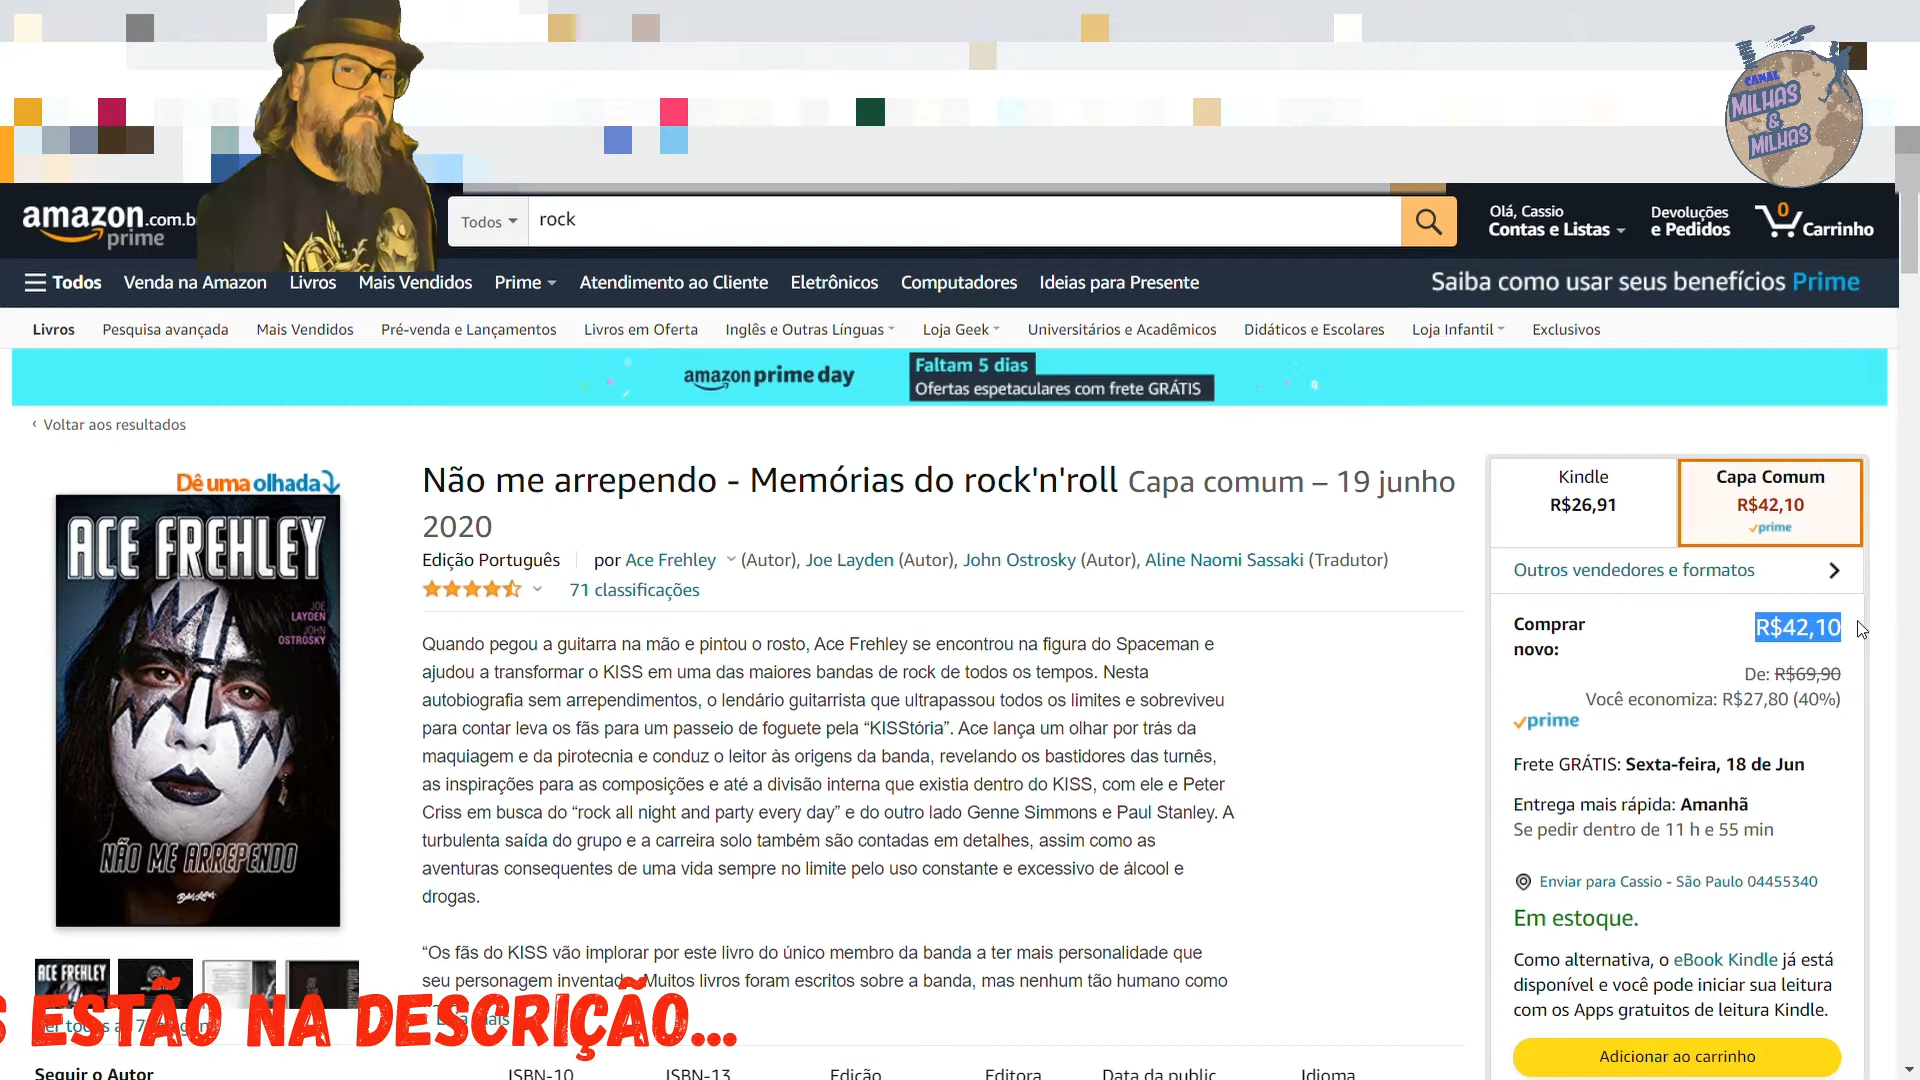 CANAL
MILHAS
&
MILHAS
amazon.com.b
prime
Todos
rock
Olá, Cassio
Contas e Listas
Devoluções
e Pedidos
0
Carrinho
Todos
Venda na Amazon
Livros
Mais Vendidos
Prime
Atendimento ao Cliente
Eletrônicos
Computadores
Ideias para Presente
Saiba como usar seus benefícios Prime
Livros
Pesquisa avançada
Mais Vendidos
Pré-venda e Lançamentos
Livros em Oferta
Inglês e Outras Línguas
Loja Geek
Universitários e Acadêmicos
Didáticos e Escolares
Loja Infantil
Exclusivos
amazon prime day
Faltam 5 dias
Ofertas espetaculares com frete GRÁTIS
‹ Voltar aos resultados
Dê uma olhada
ACE FREHLEY
JOE
LAYDEN
JOHN
OSTROSKY
NÃO ME ARREPENDO
Não me arrependo - Memórias do rock'n'roll Capa comum – 19 junho
2020
Edição Português
por Ace Frehley (Autor), Joe Layden (Autor), John Ostrosky (Autor), Aline Naomi Sassaki (Tradutor)
71 classificações
Quando pegou a guitarra na mão e pintou o rosto, Ace Frehley se encontrou na figura do Spaceman e
ajudou a transformar o KISS em uma das maiores bandas de rock de todos os tempos. Nesta
autobiografia sem arrependimentos, o lendário guitarrista que ultrapassou todos os limites e sobreviveu
para contar leva os fãs para um passeio de foguete pela “KISStória”. Ace lança um olhar por trás da
maquiagem e da pirotecnia e conduz o leitor às origens da banda, revelando os bastidores das turnês,
as inspirações para as composições e até a divisão interna que existia dentro do KISS, com ele e Peter
Criss em busca do “rock all night and party every day” e do outro lado Genne Simmons e Paul Stanley. A
turbulenta saída do grupo e a carreira solo também são contadas em detalhes, assim como as
aventuras consequentes de uma vida sempre no limite pelo uso constante e excessivo de álcool e
drogas.
“Os fãs do KISS vão implorar por este livro do único membro da banda a ter mais personalidade que
seu personagem inventado. Muitos livros foram escritos sobre a banda, mas nenhum tão humano como
Kindle
R$26,91
Capa Comum
R$42,10
prime
Outros vendedores e formatos
Comprar
novo:
R$42,10
De: R$69,90
Você economiza: R$27,80 (40%)
prime
Frete GRÁTIS: Sexta-feira, 18 de Jun
Entrega mais rápida: Amanhã
Se pedir dentro de 11 h e 55 min
Enviar para Cassio - São Paulo 04455340
Em estoque.
Como alternativa, o eBook Kindle já está
disponível e você pode iniciar sua leitura
com os Apps gratuitos de leitura Kindle.
Adicionar ao carrinho
ACE FREHLEY
S ESTÃO NA DESCRIÇÃO...
Seguir o Autor
ISBN-10
ISBN-13
Edição
Editora
Data da public
Idioma